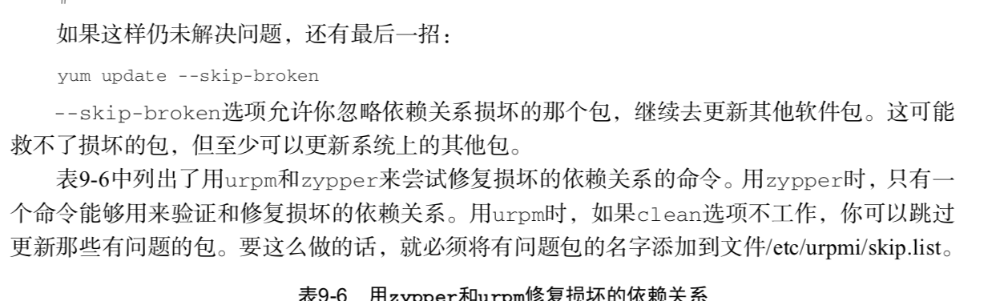 如果这样仍未解决问题，还有最后一招：
yum update --skip-broken
--skip-broken选项允许你忽略依赖关系损坏的那个包，继续去更新其他软件包。这可能
救不了损坏的包，但至少可以更新系统上的其他包。
表9-6中列出了用urpm和zypper来尝试修复损坏的依赖关系的命令。用zypper时，只有一
个命令能够用来验证和修复损坏的依赖关系。用urpm时，如果clean选项不工作，你可以跳过
更新那些有问题的包。要这么做的话，就必须将有问题包的名字添加到文件/etc/urpmi/skip.list。
表9-6 用zypper和urpm修复损坏的依赖关系